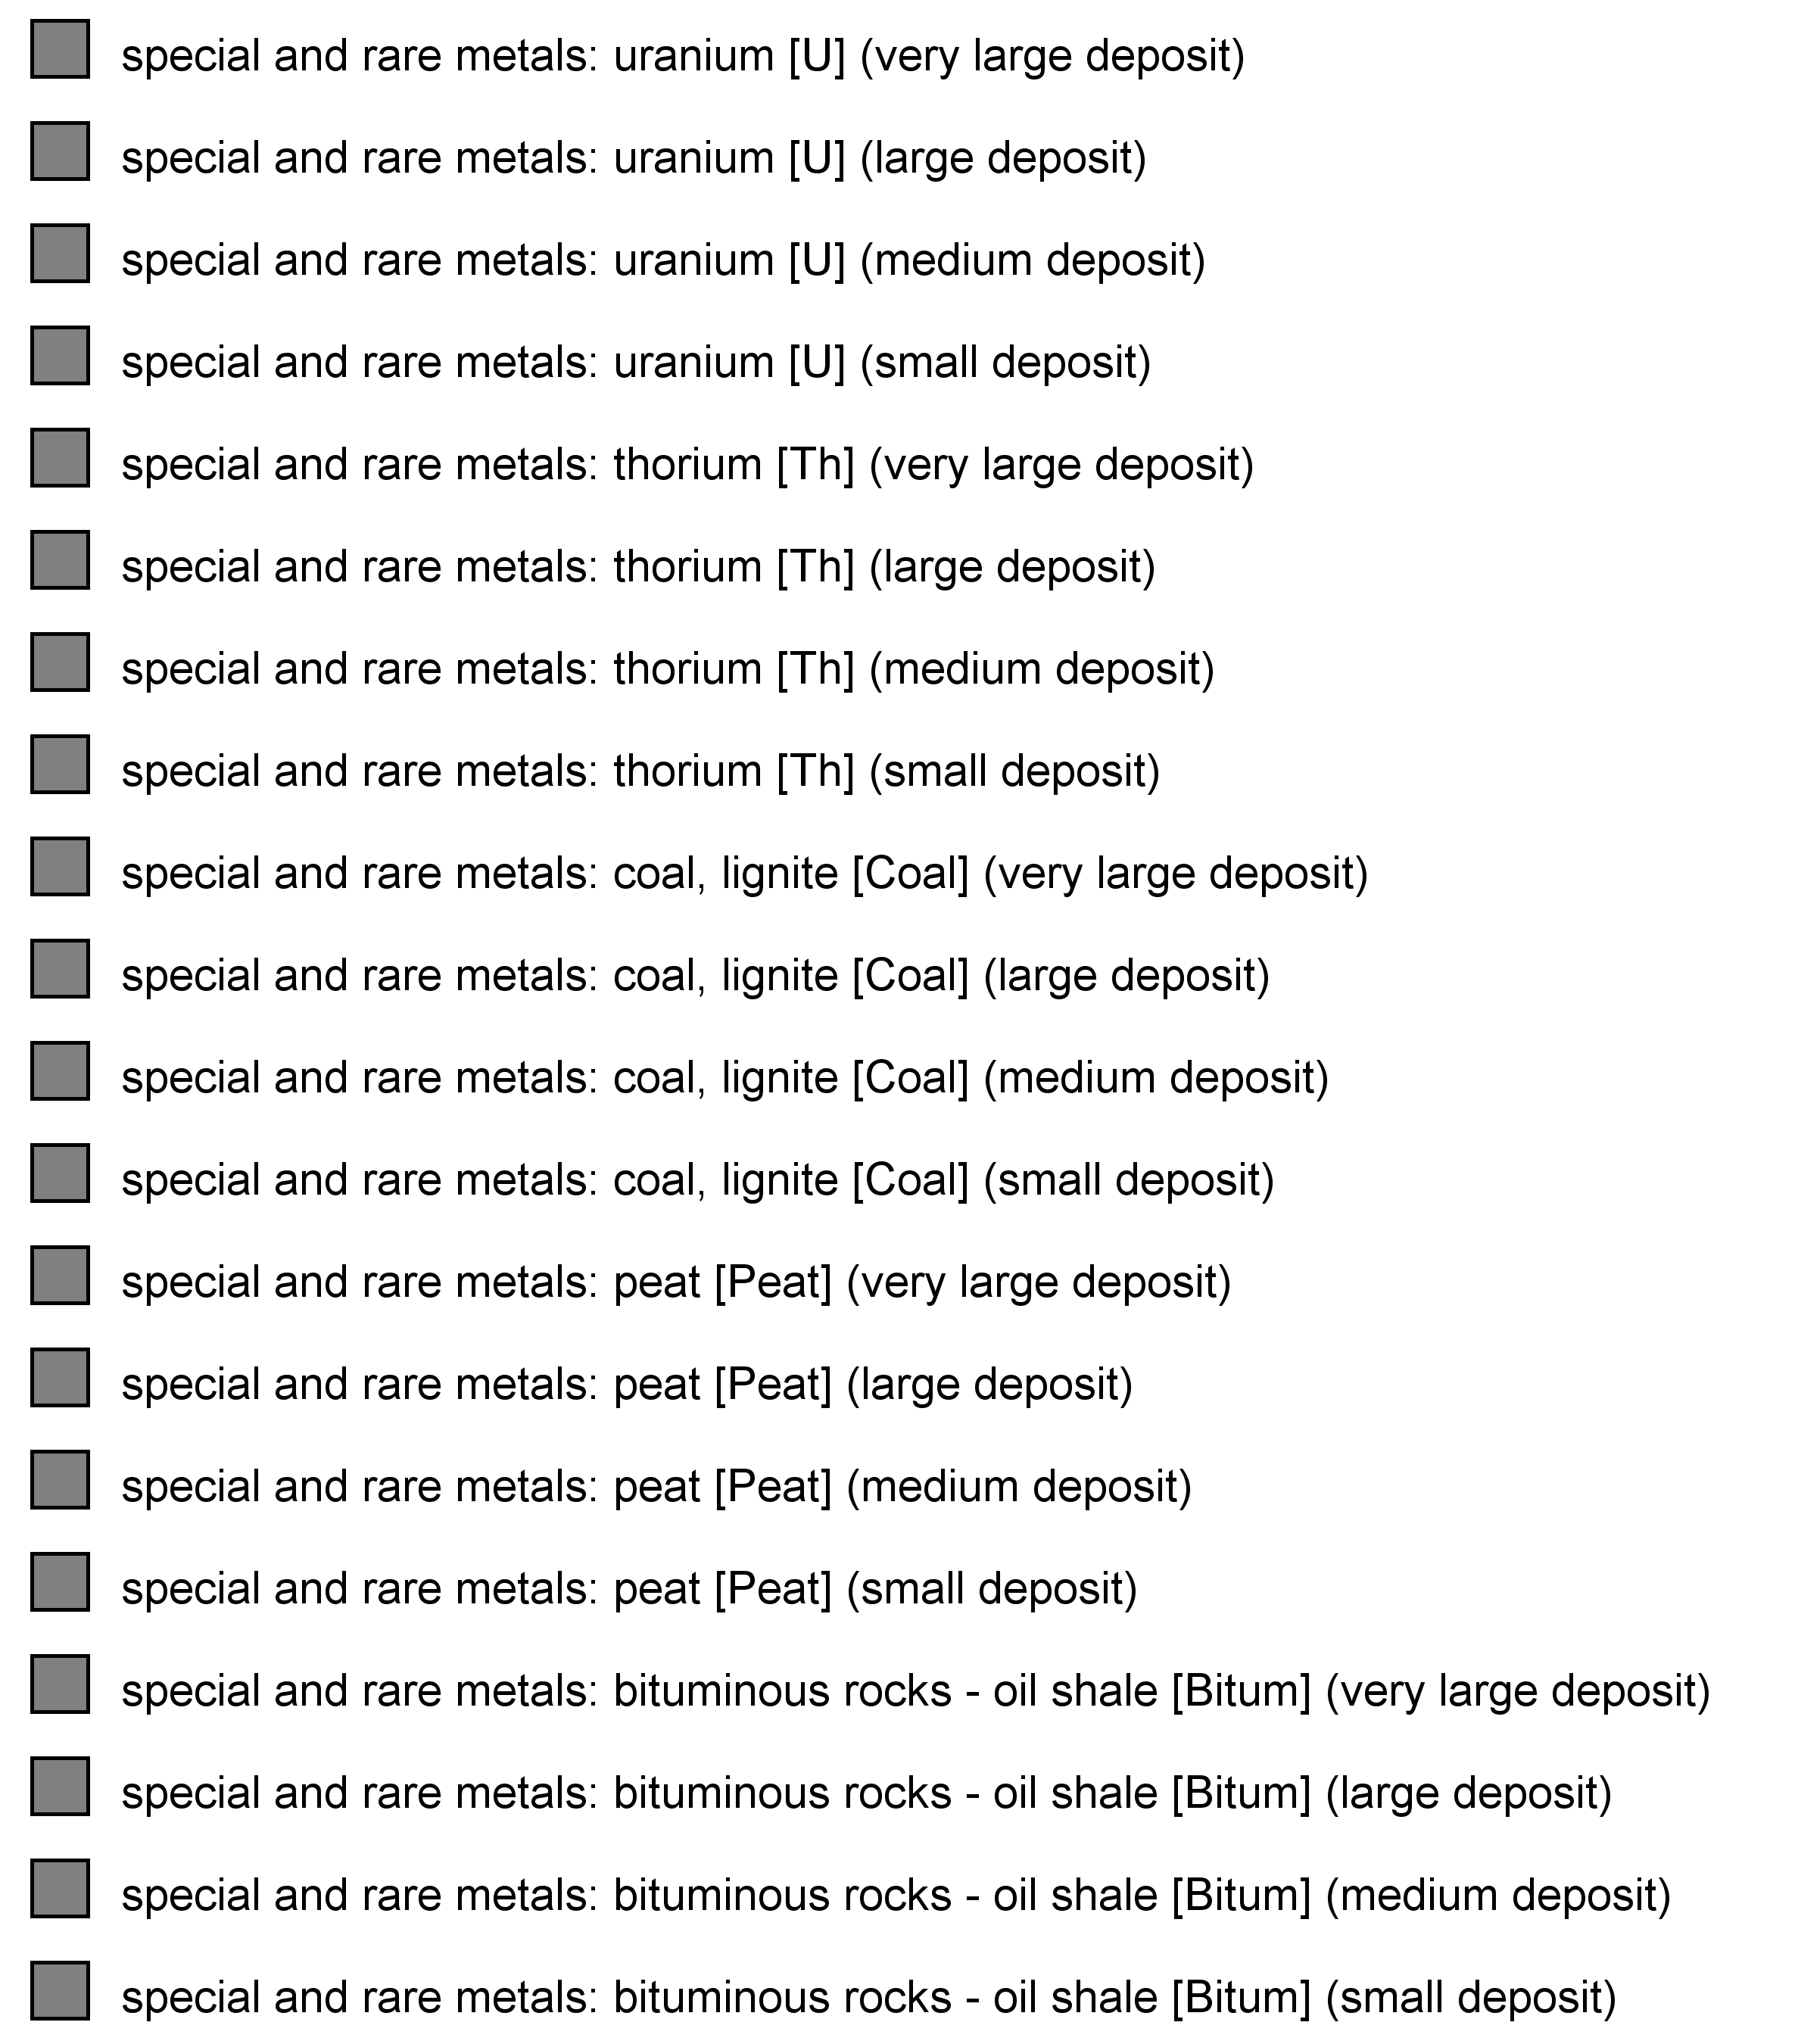 special and rare metals: uranium [U] (very large deposit)
special and rare metals: uranium [U] (large deposit)
special and rare metals: uranium [U] (medium deposit)
special and rare metals: uranium [U] (small deposit)
special and rare metals: thorium [Th] (very large deposit)
special and rare metals: thorium [Th] (large deposit)
special and rare metals: thorium [Th] (medium deposit)
special and rare metals: thorium [Th] (small deposit)
special and rare metals: coal, lignite [Coal] (very large deposit)
special and rare metals: coal, lignite [Coal] (large deposit)
special and rare metals: coal, lignite [Coal] (medium deposit)
special and rare metals: coal, lignite [Coal] (small deposit)
special and rare metals: peat [Peat] (very large deposit)
special and rare metals: peat [Peat] (large deposit)
special and rare metals: peat [Peat] (medium deposit)
special and rare metals: peat [Peat] (small deposit)
special and rare metals: bituminous rocks - oil shale [Bitum] (very large deposit)
special and rare metals: bituminous rocks - oil shale [Bitum] (large deposit)
special and rare metals: bituminous rocks - oil shale [Bitum] (medium deposit)
special and rare metals: bituminous rocks - oil shale [Bitum] (small deposit)